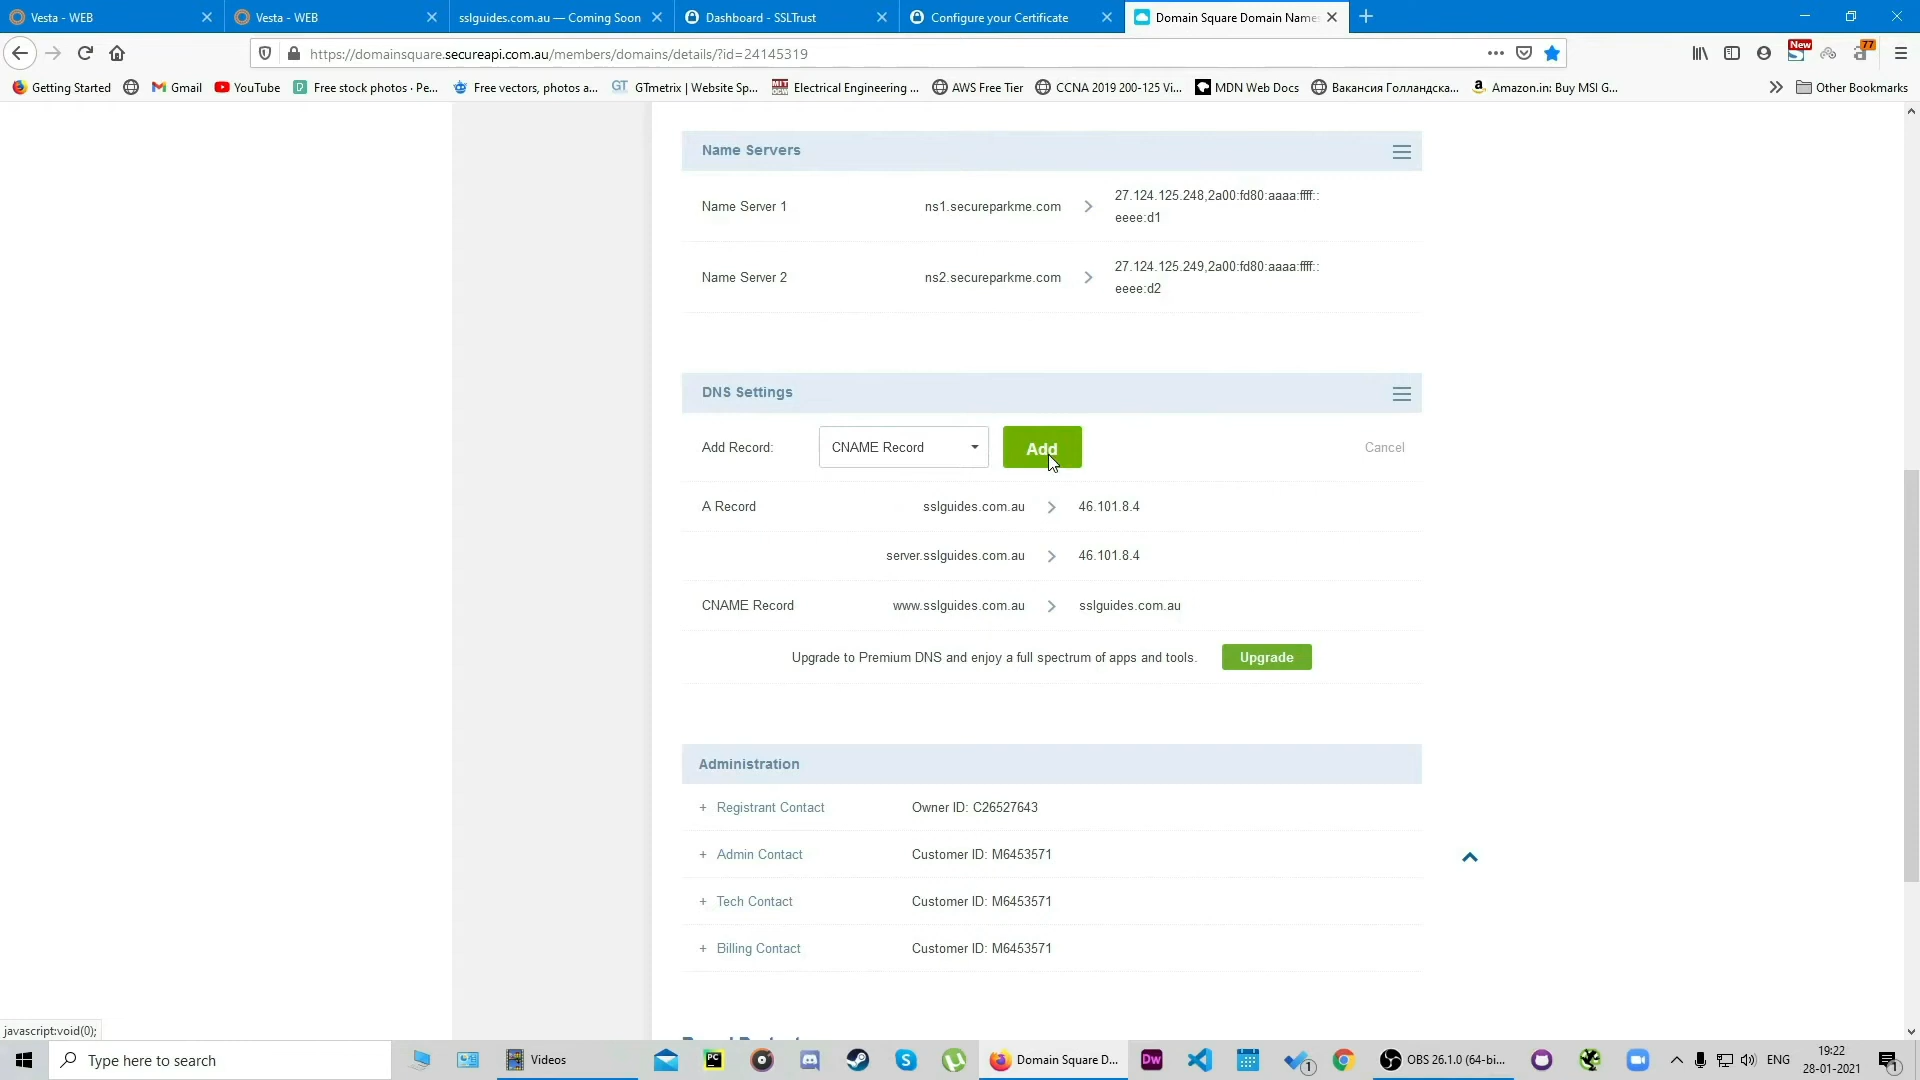 Vesta - WEB
Vesta - WEB
sslguides.com.au — Coming Soon
Dashboard - SSLTrust
Configure your Certificate
Domain Square Domain Name
https://domainsquare.secureapi.com.au/members/domains/details/?id=24145319
New
77
Getting Started
Gmail
YouTube
Free stock photos · Pe...
Free vectors, photos a...
GT GTmetrix | Website Sp...
Electrical Engineering ...
AWS Free Tier
CCNA 2019 200-125 Vi...
MDN Web Docs
Вакансия Голландска...
Amazon.in: Buy MSI G...
Other Bookmarks
Name Servers
Name Server 1 ns1.secureparkme.com 27.124.125.248,2a00:fd80:aaaa:ffff::
eeee:d1
Name Server 2 ns2.secureparkme.com 27.124.125.249,2a00:fd80:aaaa:ffff::
eeee:d2
DNS Settings
Add Record: CNAME Record Add Cancel
A Record sslguides.com.au 46.101.8.4
server.sslguides.com.au 46.101.8.4
CNAME Record www.sslguides.com.au sslguides.com.au
Upgrade to Premium DNS and enjoy a full spectrum of apps and tools. Upgrade
Administration
+ Registrant Contact Owner ID: C26527643
+ Admin Contact Customer ID: M6453571
+ Tech Contact Customer ID: M6453571
+ Billing Contact Customer ID: M6453571
javascript:void(0);
Type here to search
Videos
PC
Domain Square D...
Dw
1
OBS 26.1.0 (64-bi...
ENG
19:22
28-01-2021
1